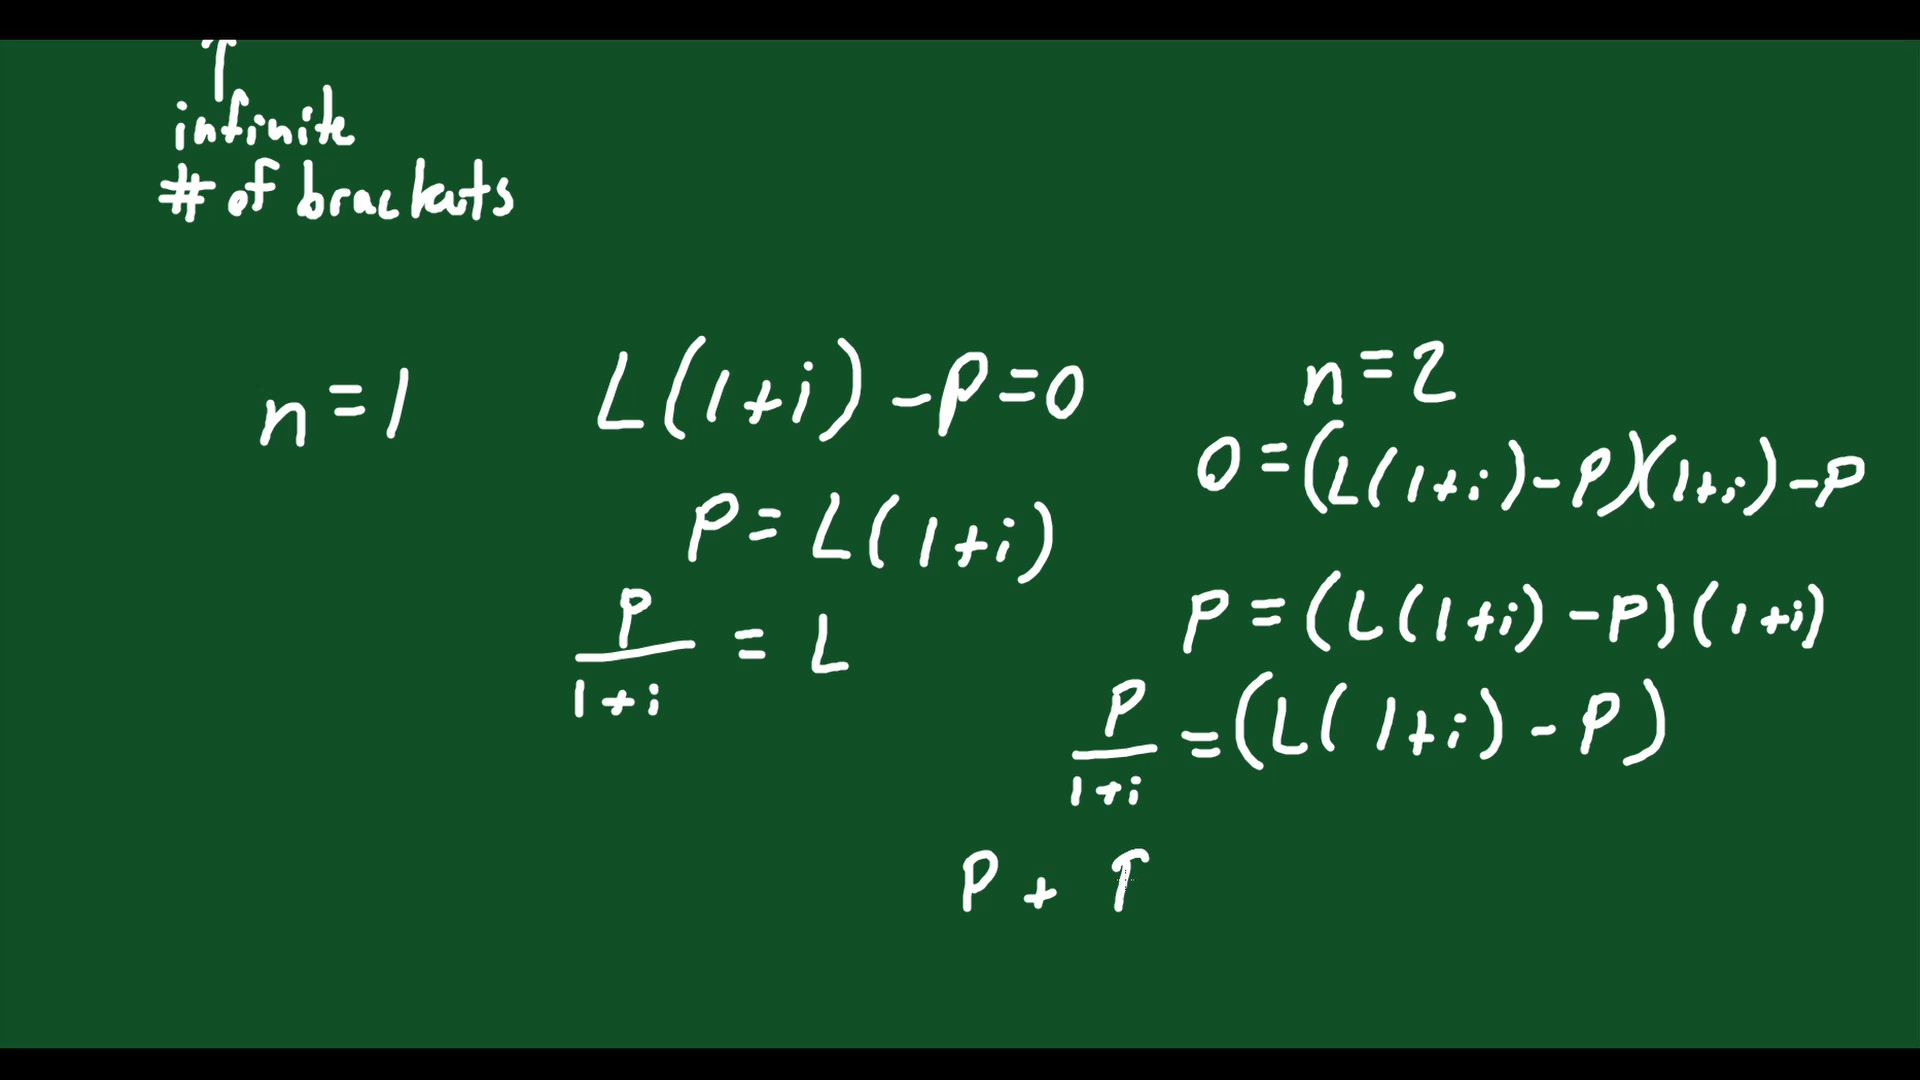 infinite
# of brackets
n=1
L(1+i)-P=0
P=L(1+i)
P/1+i = L
n=2
0=(L(1+i)-P)(1+i)-P
P=(L(1+i)-P)(1+i)
P/1+i =(L(1+i)-P)
P +